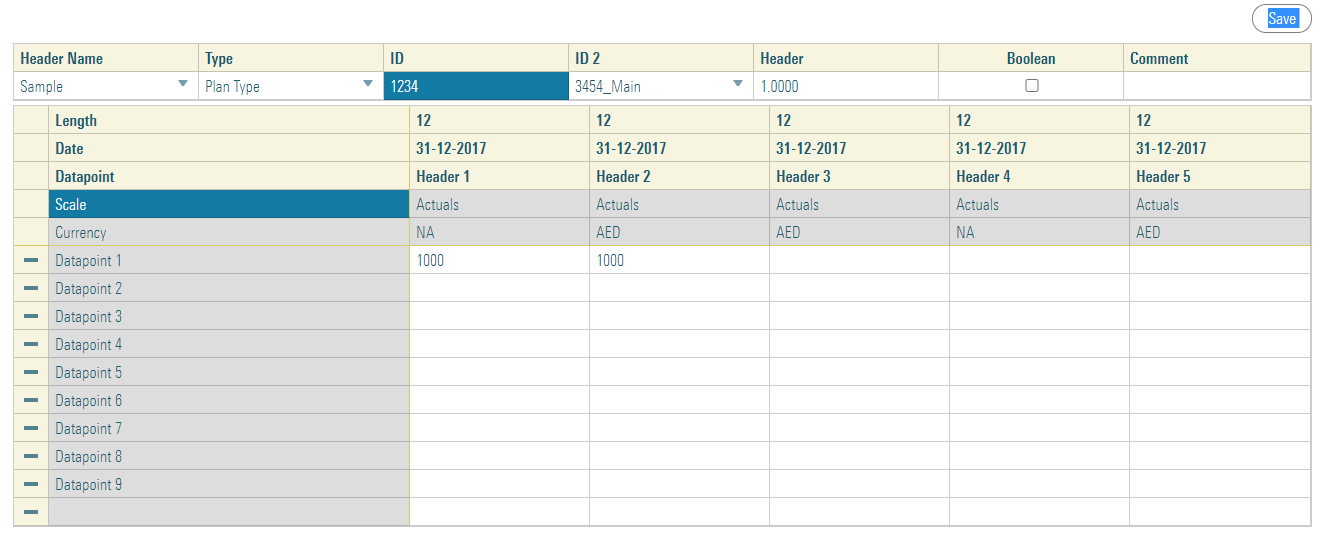 Save
Header Name Type ID ID 2 Header Boolean Comment
Sample Plan Type 1234 3454_Main 1.0000
Length 12 12 12 12 12
Date 31-12-2017 31-12-2017 31-12-2017 31-12-2017 31-12-2017
Datapoint Header 1 Header 2 Header 3 Header 4 Header 5
Scale Actuals Actuals Actuals Actuals Actuals
Currency NA AED AED NA AED
Datapoint 1 1000 1000
Datapoint 2
Datapoint 3
Datapoint 4
Datapoint 5
Datapoint 6
Datapoint 7
Datapoint 8
Datapoint 9